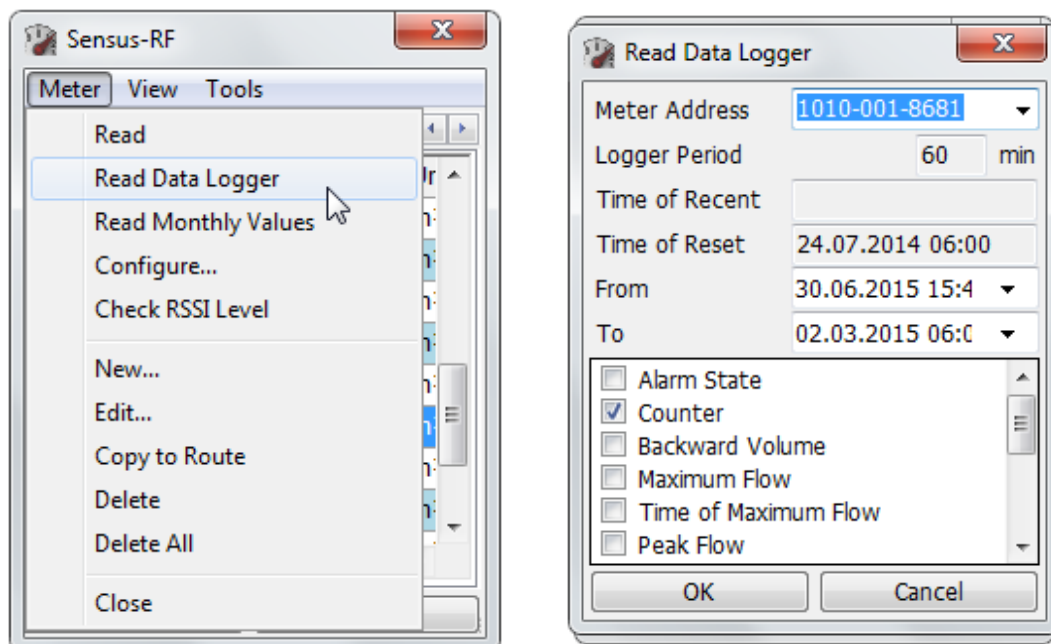 Sensus-RF
Meter View Tools
Read
Read Data Logger
Read Monthly Values
Configure...
Check RSSI Level
New...
Edit...
Copy to Route
Delete
Delete All
Close
Read Data Logger
Meter Address 1010-001-8681
Logger Period 60 min
Time of Recent
Time of Reset 24.07.2014 06:00
From 30.06.2015 15:4
To 02.03.2015 06:0
Alarm State
Counter
Backward Volume
Maximum Flow
Time of Maximum Flow
Peak Flow
OK Cancel